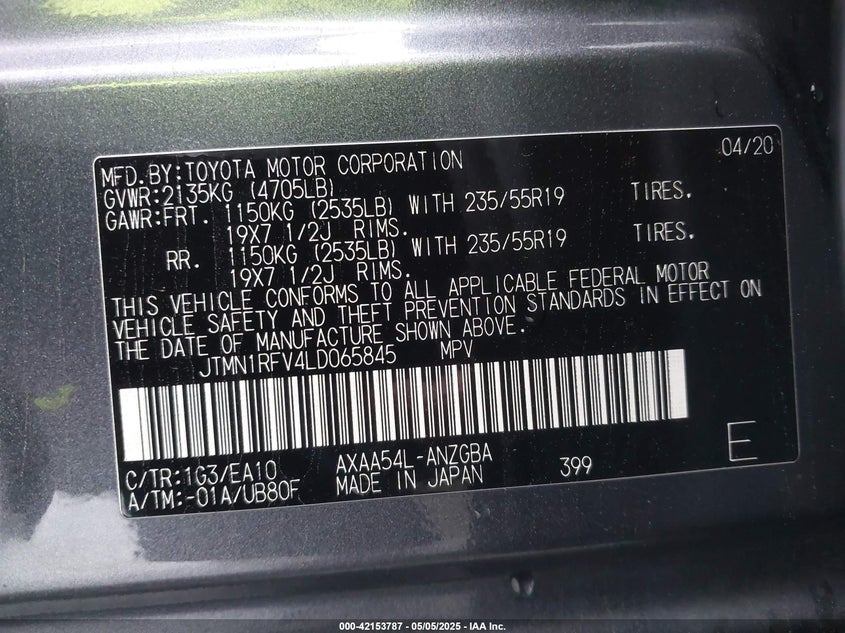 04/20
MFD.BY:TOYOTA MOTOR CORPORATION
GVWR:2135KG (4705LB)
GAWR:FRT. 1150KG (2535LB) WITH 235/55R19 TIRES.
19X7 1/2J RIMS.
RR. 1150KG (2535LB) WITH 235/55R19 TIRES.
19X7 1/2J RIMS.
THIS VEHICLE CONFORMS TO ALL APPLICABLE FEDERAL MOTOR
VEHICLE SAFETY AND THEFT PREVENTION STANDARDS IN EFFECT ON
THE DATE OF MANUFACTURE SHOWN ABOVE.
JTMN1RFV4LD065845 MPV
C/TR:1G3/EA10 AXAA54L-ANZGBA 399 E
A/TM:-01A/UB80F MADE IN JAPAN
000-42153787 - 05/05/2025 - IAA Inc.